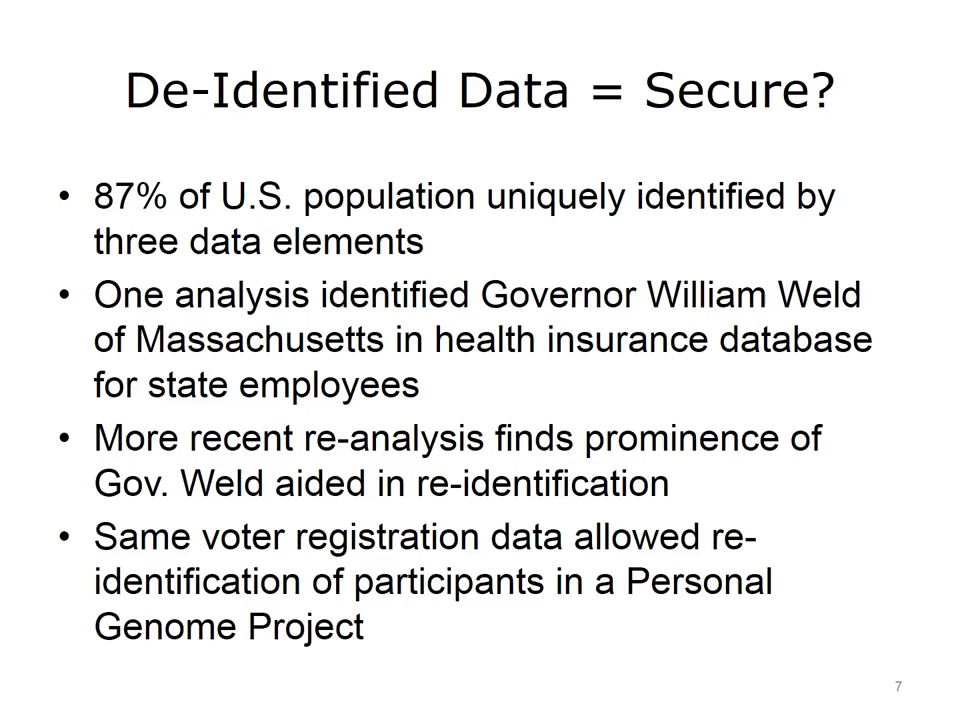 De-Identified Data = Secure?
• 87% of U.S. population uniquely identified by
three data elements
• One analysis identified Governor William Weld
of Massachusetts in health insurance database
for state employees
• More recent re-analysis finds prominence of
Gov. Weld aided in re-identification
• Same voter registration data allowed re-
identification of participants in a Personal
Genome Project
7